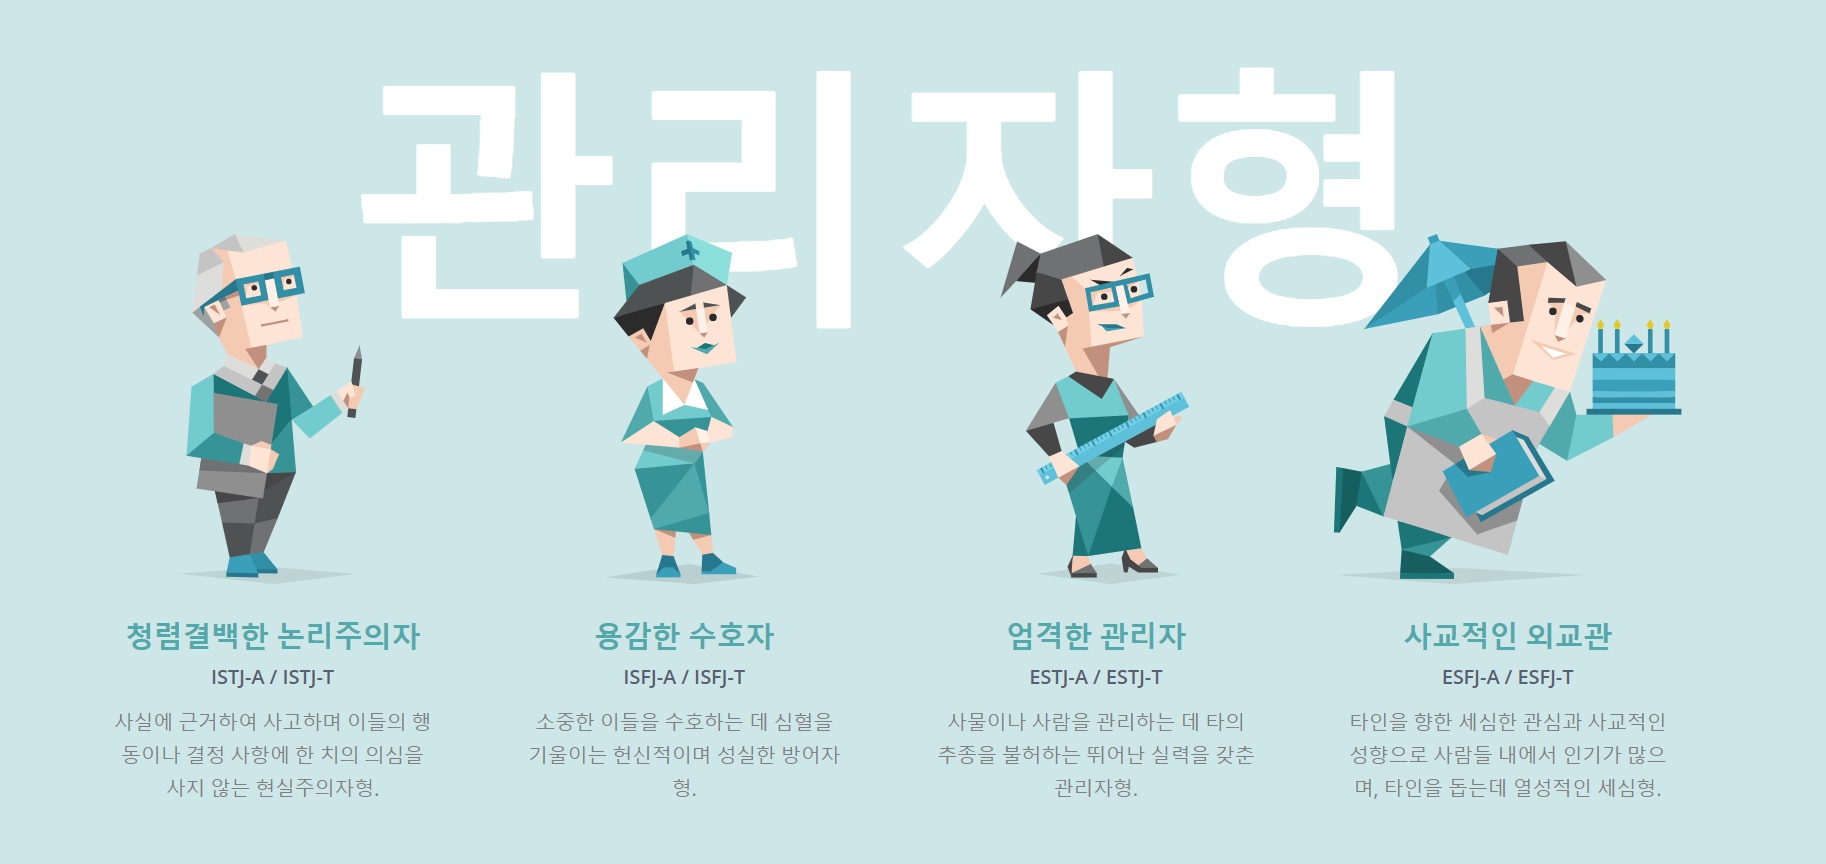 관리자형
청렴결백한 논리주의자
ISTJ-A / ISTJ-T
사실에 근거하여 사고하며 이들의 행
동이나 결정 사항에 한 치의 의심을
사지 않는 현실주의자형.
용감한 수호자
ISFJ-A / ISFJ-T
소중한 이들을 수호하는 데 심혈을
기울이는 헌신적이며 성실한 방어자
형.
엄격한 관리자
ESTJ-A / ESTJ-T
사물이나 사람을 관리하는 데 타의
추종을 불허하는 뛰어난 실력을 갖춘
관리자형.
사교적인 외교관
ESFJ-A / ESFJ-T
타인을 향한 세심한 관심과 사교적인
성향으로 사람들 내에서 인기가 많으
며, 타인을 돕는데 열성적인 세심형.